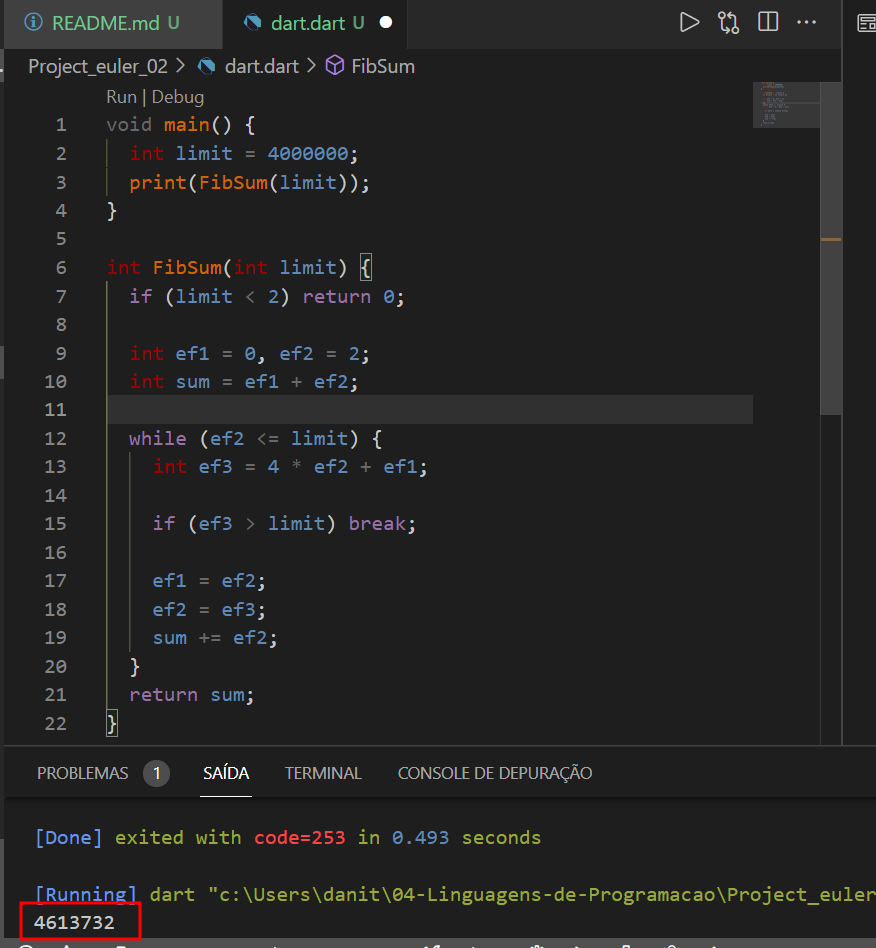 README.md U dart.dart U
Project_euler_02 > dart.dart > FibSum
Run | Debug
1 void main() {
2 int limit = 4000000;
3 print(FibSum(limit));
4 }
5
6 int FibSum(int limit) {
7 if (limit < 2) return 0;
8
9 int ef1 = 0, ef2 = 2;
10 int sum = ef1 + ef2;
11
12 while (ef2 <= limit) {
13 int ef3 = 4 * ef2 + ef1;
14
15 if (ef3 > limit) break;
16
17 ef1 = ef2;
18 ef2 = ef3;
19 sum += ef2;
20 }
21 return sum;
22 }
PROBLEMAS 1 SAÍDA TERMINAL CONSOLE DE DEPURAÇÃO
[Done] exited with code=253 in 0.493 seconds
[Running] dart "c:\Users\danit\04-Linguagens-de-Programacao\Project_euler
4613732